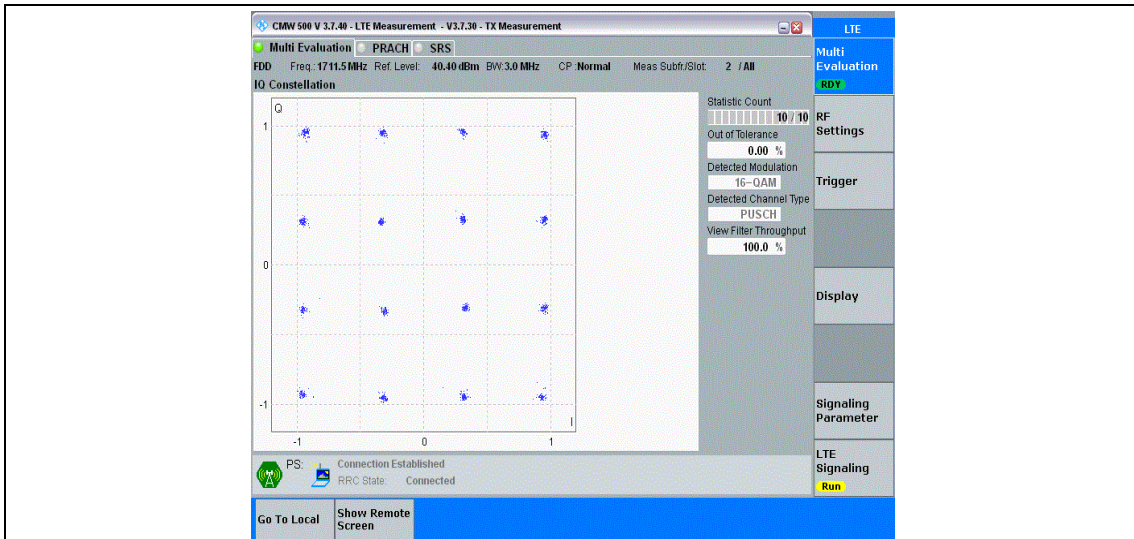 CMW 500 V 3.7.40 - LTE Measurement - V3.7.30 - TX Measurement
LTE
Multi Evaluation PRACH SRS
FDD Freq.: 1711.5 MHz Ref. Level: 40.40 dBm BW: 3.0 MHz CP : Normal Meas Subfr./Slot: 2 / All
IQ Constellation
Q
1
0
-1
-1 0 1
I
Statistic Count
10 / 10
Out of Tolerance
0.00 %
Detected Modulation
16-QAM
Detected Channel Type
PUSCH
View Filter Throughput
100.0 %
Multi
Evaluation
RDY
RF
Settings
Trigger
Display
Signaling
Parameter
LTE
Signaling
Run
PS: Connection Established
RRC State: Connected
Go To Local
Show Remote
Screen